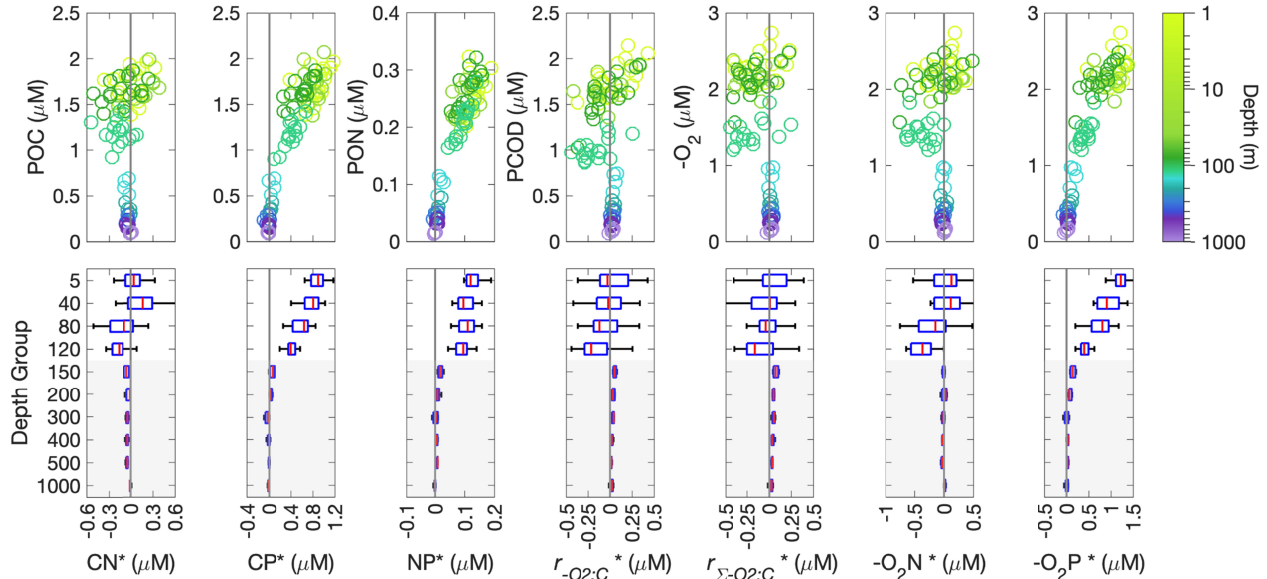 POC (μM)
2.5
2
1.5
1
0.5
0
CP*
2.5
2
1.5
1
0.5
0
PON (μM)
0.4
0.3
0.2
0.1
0
PCOD (μM)
2.5
2
1.5
1
0.5
0
-O2 (μM)
3
2
1
0
3
2
1
0
2.5
2
1.5
1
0.5
0
Depth (m)
1
10
100
1000
Depth Group
5
40
80
120
150
200
300
400
500
1000
-0.6 -0.3 0 0.3 0.6
0 0.4 0.8 1.2
-0.1 0 0.1 0.2
-0.5 -0.25 0 0.25 0.5
-0.5 -0.25 0 0.25 0.5
-1 -0.5 0 0.5
-0.5 0 0.5 1 1.5
CN* (μM)
CP* (μM)
NP* (μM)
r-O2:C * (μM)
rΣ-O2:C * (μM)
-O2N * (μM)
-O2P * (μM)